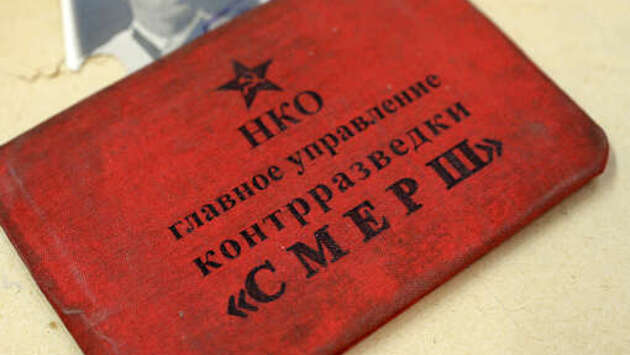 НКО
главное управление
контрразведки
«СМЕРШ»